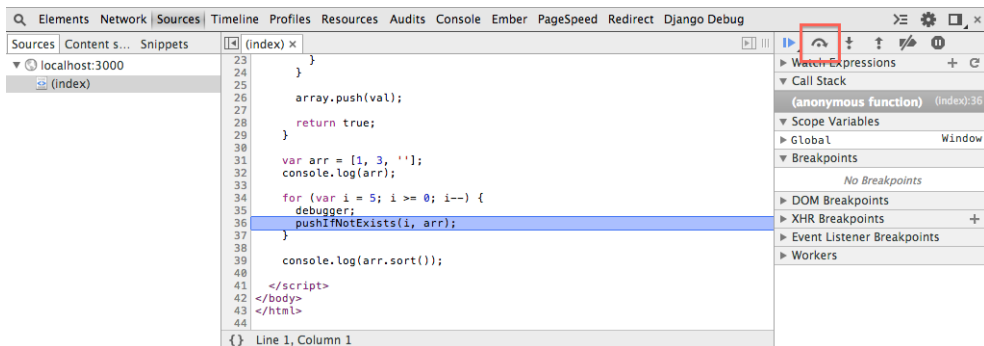 Elements Network Sources Timeline Profiles Resources Audits Console Ember PageSpeed Redirect Django Debug
Sources Content s... Snippets
(index) ×
▼ localhost:3000
(index)
23 }
24 }
25
26 array.push(val);
27
28 return true;
29 }
30
31 var arr = [1, 3, ''];
32 console.log(arr);
33
34 for (var i = 5; i >= 0; i--) {
35 debugger;
36 pushIfNotExists(i, arr);
37 }
38
39 console.log(arr.sort());
40
41 </script>
42 </body>
43 </html>
44
{} Line 1, Column 1
▶ Watch Expressions + C
▼ Call Stack
(anonymous function) (index):36
▼ Scope Variables
▶ Global Window
▼ Breakpoints
No Breakpoints
▶ DOM Breakpoints
▶ XHR Breakpoints +
▶ Event Listener Breakpoints
▶ Workers